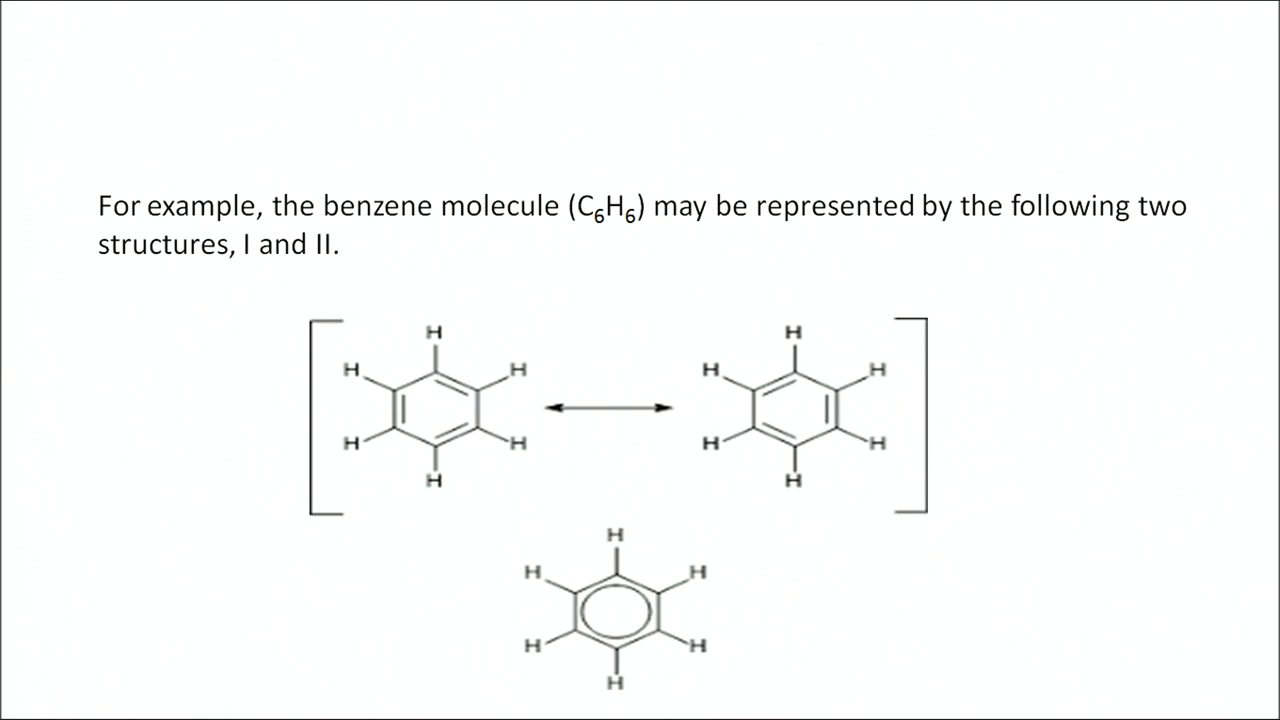 For example, the benzene molecule (C₆H₆) may be represented by the following two
structures, I and II.
H H
H H H H
H H H H
H H
H
H H
H H
H